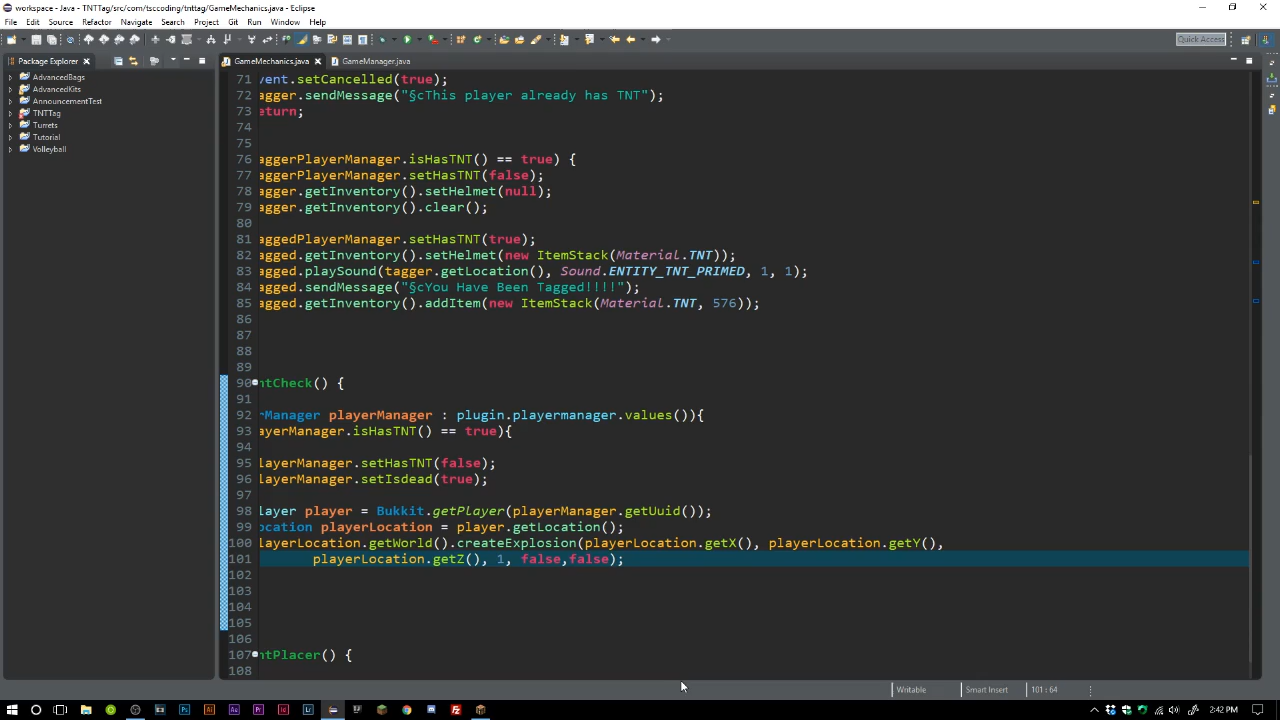 workspace - Java - TNTTag/src/com/tsccoding/tnttag/GameMechanics.java - Eclipse
File Edit Source Refactor Navigate Search Project Git Run Window Help
Quick Access
Package Explorer
GameMechanics.java
GameManager.java
AdvancedBags
AdvancedKits
AnnouncementTest
TNTTag
Turrets
Tutorial
Volleyball
71 vent.setCancelled(true);
72 agger.sendMessage("§cThis player already has TNT");
73 eturn;
74
75
76 aggerPlayerManager.isHasTNT() == true) {
77 aggerPlayerManager.setHasTNT(false);
78 agger.getInventory().setHelmet(null);
79 agger.getInventory().clear();
80
81 aggedPlayerManager.setHasTNT(true);
82 agged.getInventory().setHelmet(new ItemStack(Material.TNT));
83 agged.playSound(tagger.getLocation(), Sound.ENTITY_TNT_PRIMED, 1, 1);
84 agged.sendMessage("§cYou Have Been Tagged!!!!");
85 agged.getInventory().addItem(new ItemStack(Material.TNT, 576));
86
87
88
89
90 ntCheck() {
91
92 rManager playerManager : plugin.playermanager.values()){
93 ayerManager.isHasTNT() == true){
94
95 layerManager.setHasTNT(false);
96 layerManager.setIsdead(true);
97
98 layer player = Bukkit.getPlayer(playerManager.getUuid());
99 ocation playerLocation = player.getLocation();
100 layerLocation.getWorld().createExplosion(playerLocation.getX(), playerLocation.getY(),
101 playerLocation.getZ(), 1, false,false);
102
103
104
105
106
107 ntPlacer() {
108
Writable Smart Insert 101 : 64
2:42 PM